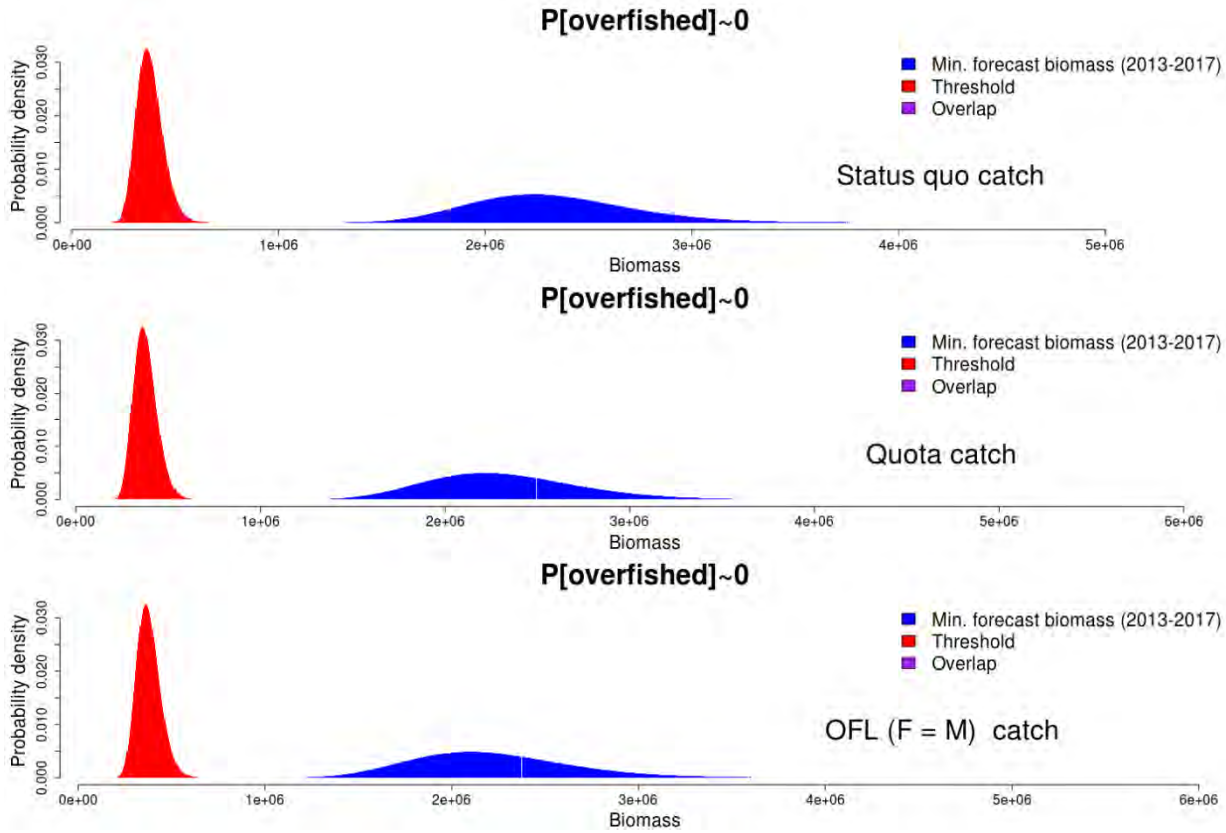 P[overfished]~0
Probability density
0.000 0.010 0.020 0.030
Min. forecast biomass (2013-2017)
Threshold
Overlap
Status quo catch
0e+00 1e+06 2e+06 3e+06 4e+06 5e+06
Biomass
P[overfished]~0
Probability density
0.000 0.010 0.020 0.030
Min. forecast biomass (2013-2017)
Threshold
Overlap
Quota catch
0e+00 1e+06 2e+06 3e+06 4e+06 5e+06 6e+06
Biomass
P[overfished]~0
Probability density
0.000 0.010 0.020 0.030
Min. forecast biomass (2013-2017)
Threshold
Overlap
OFL (F = M) catch
0e+00 1e+06 2e+06 3e+06 4e+06 5e+06 6e+06
Biomass